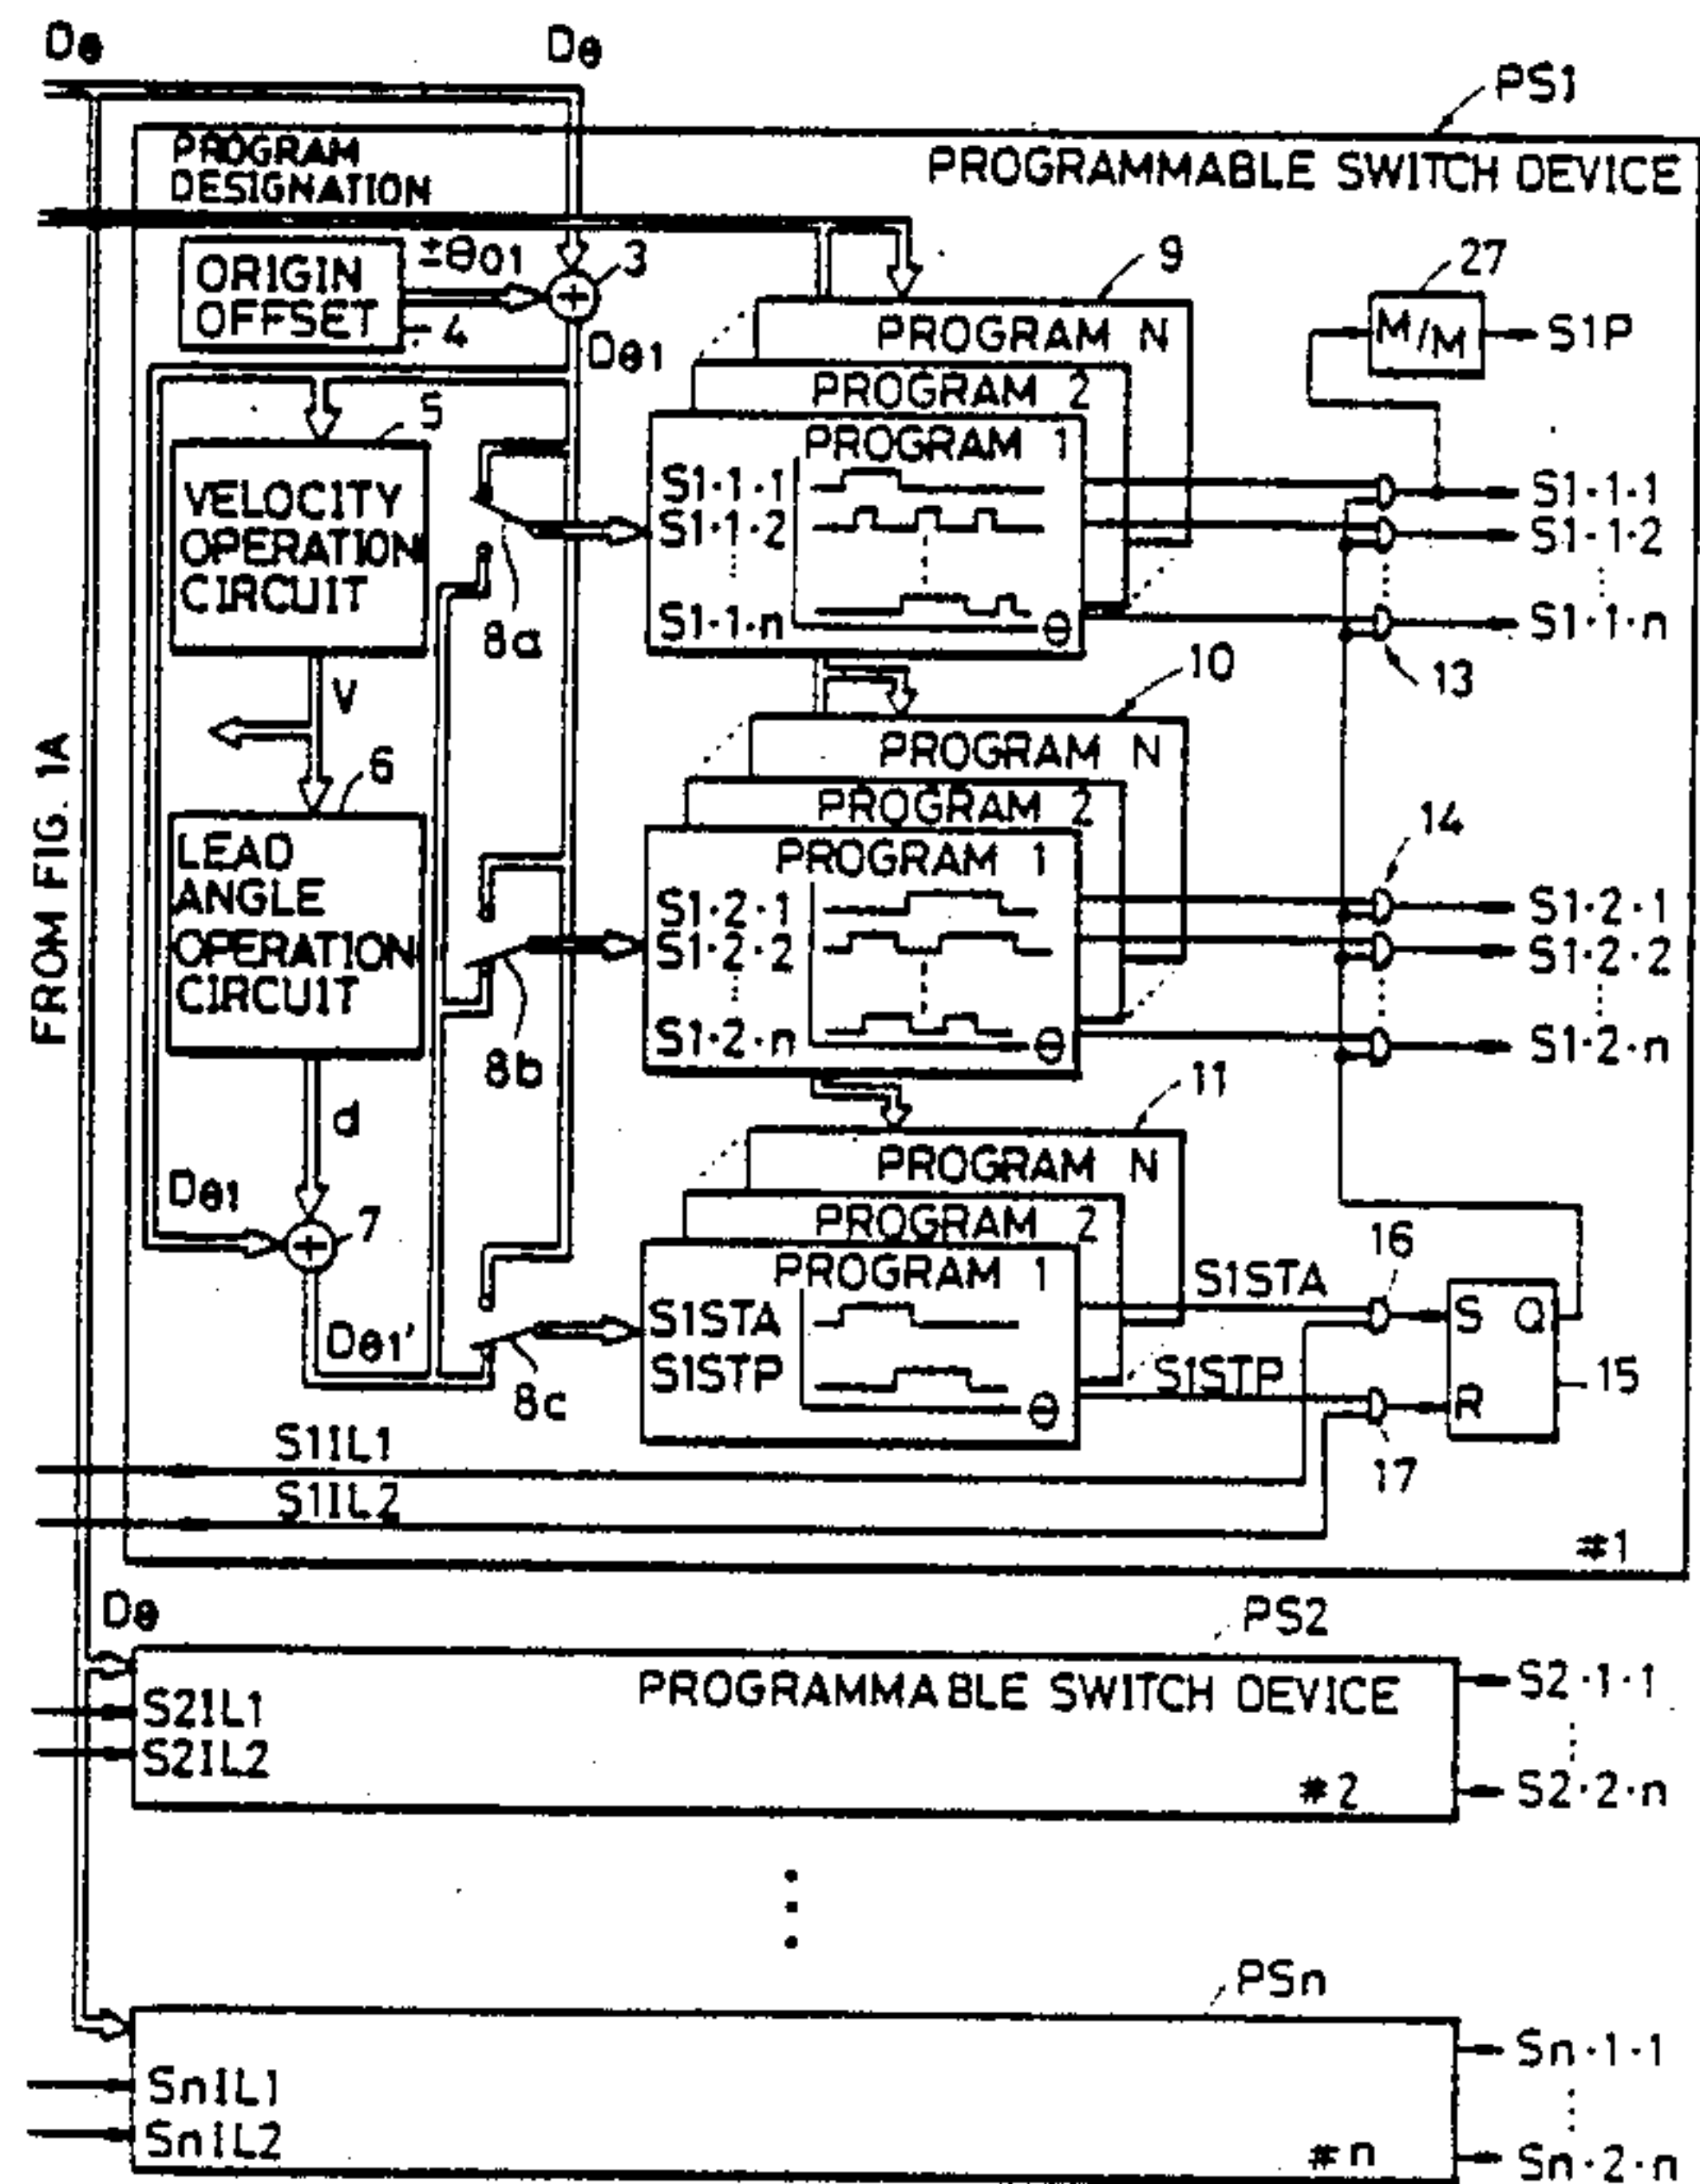 Dθ
Dθ
PS1
PROGRAM
DESIGNATION
PROGRAMMABLE SWITCH DEVICE
ORIGIN
OFFSET
±θ01
3
4
Dθ1
9
27
PROGRAM N
PROGRAM 2
PROGRAM 1
M/M
S1P
5
VELOCITY
OPERATION
CIRCUIT
8a
S1·1·1
S1·1·2
S1·1·n
θ
S1·1·1
S1·1·2
S1·1·n
13
V
10
FROM FIG. 1A
6
PROGRAM N
PROGRAM 2
PROGRAM 1
14
LEAD
ANGLE
OPERATION
CIRCUIT
8b
S1·2·1
S1·2·2
S1·2·n
θ
S1·2·1
S1·2·2
S1·2·n
d
11
PROGRAM N
PROGRAM 2
PROGRAM 1
Dθ1
7
Dθ1'
8c
S1STA
S1STP
θ
S1STA
S1STP
16
17
S Q
R
15
S1IL1
S1IL2
#1
Dθ
PS2
PROGRAMMABLE SWITCH DEVICE
S2IL1
S2IL2
#2
S2·1·1
S2·2·n
PSn
SnIL1
SnIL2
#n
Sn·1·1
Sn·2·n